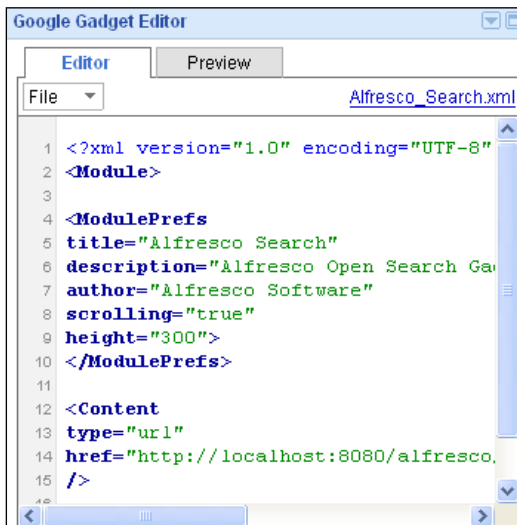 Google Gadget Editor
Editor Preview
File Alfresco_Search.xml
1 <?xml version="1.0" encoding="UTF-8"
2 <Module>
3
4 <ModulePrefs
5 title="Alfresco Search"
6 description="Alfresco Open Search Ga
7 author="Alfresco Software"
8 scrolling="true"
9 height="300">
10 </ModulePrefs>
11
12 <Content
13 type="url"
14 href="http://localhost:8080/alfresco/
15 />
16